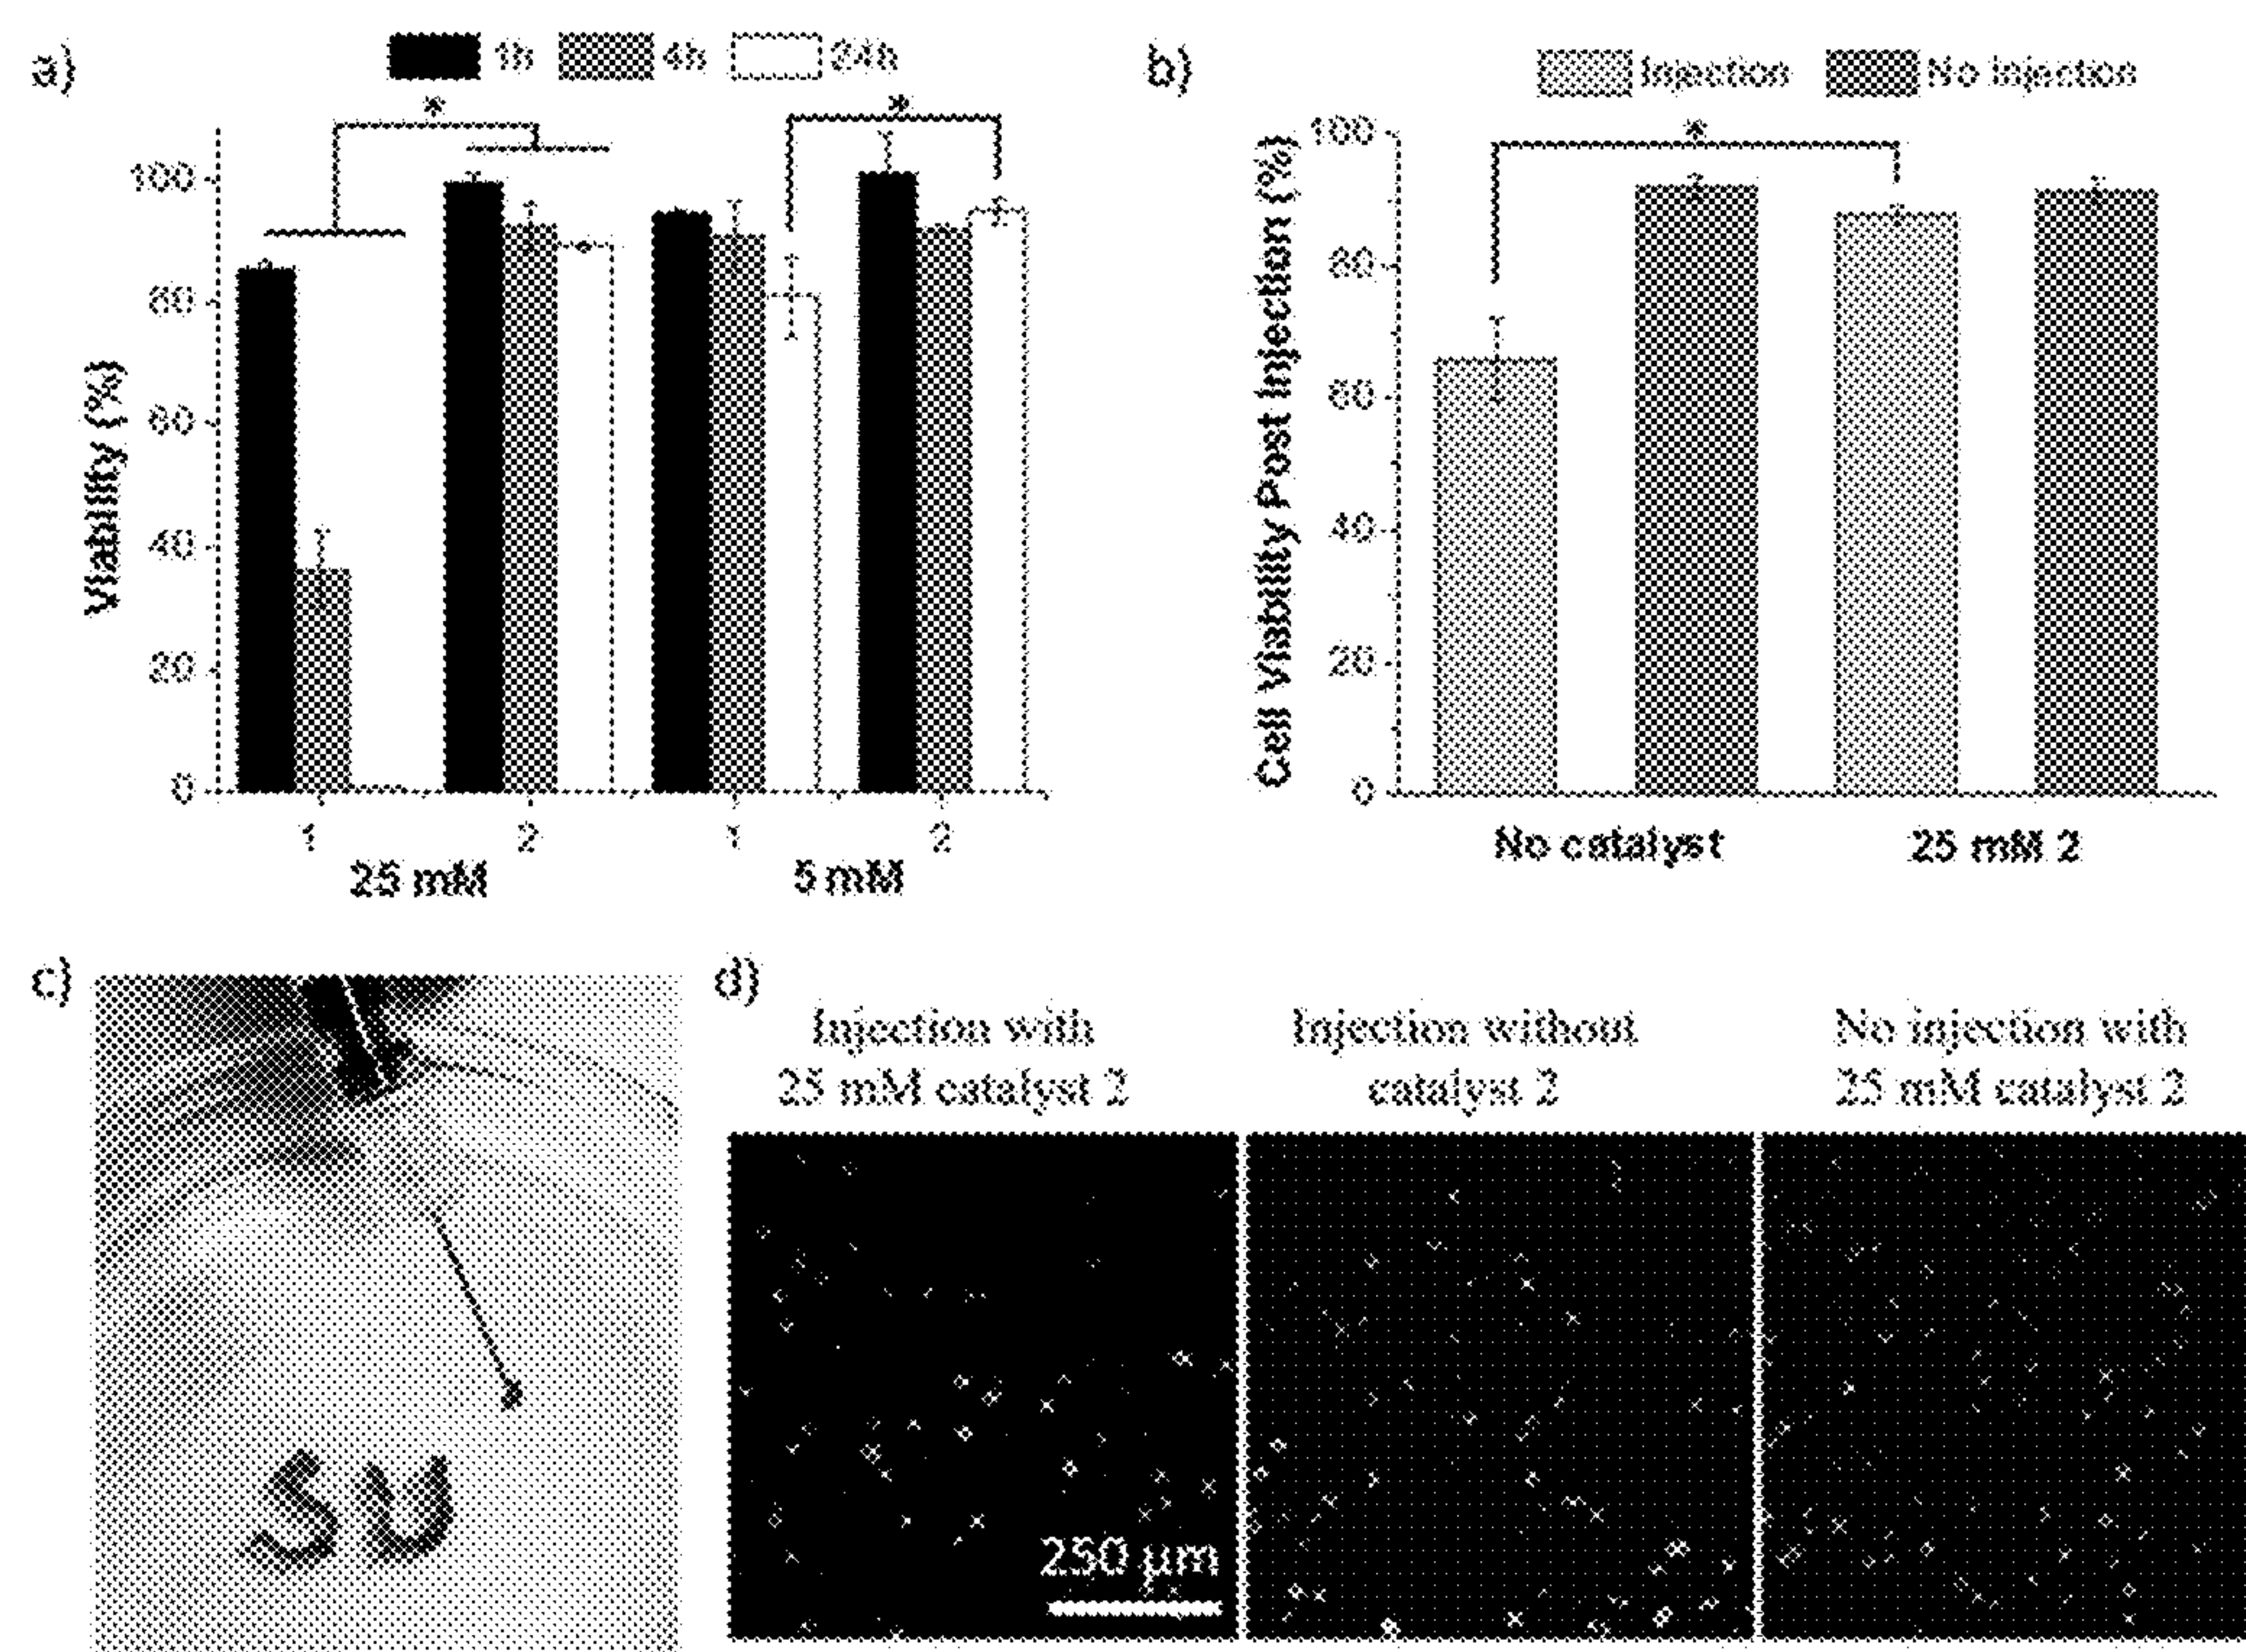 a)
1h 4h 24h
*
*
Viability (%)
100
80
60
40
20
0
1 2 1 2
25 mM 5 mM
b)
Injection No injection
*
Cell Viability Post Injection (%)
100
80
60
40
20
0
No catalyst 25 mM 2
c)
SU
d)
Injection with
25 mM catalyst 2
Injection without
catalyst 2
No injection with
25 mM catalyst 2
250 µm